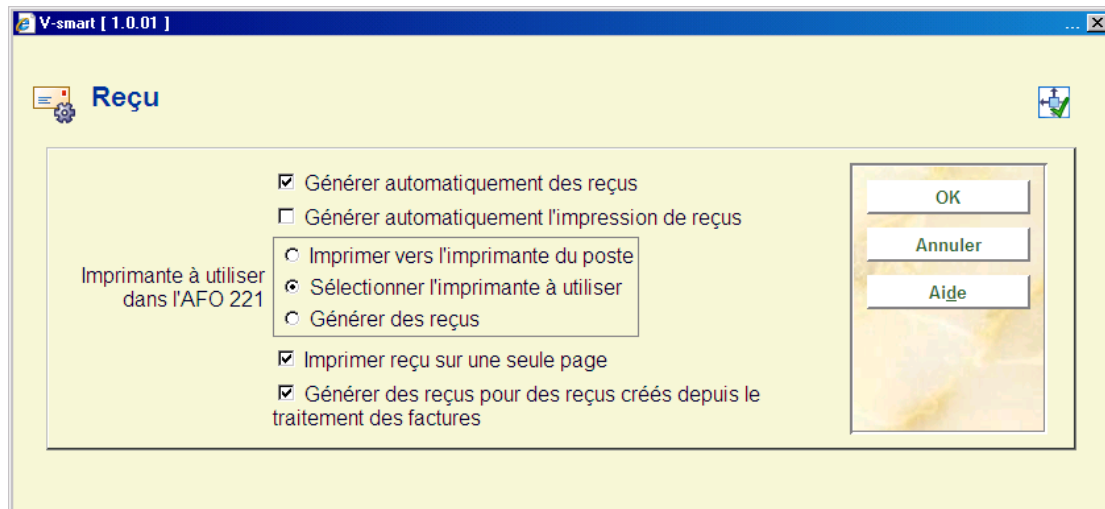 V-smart [ 1.0.01 ]
...
Reçu
Générer automatiquement des reçus
Générer automatiquement l'impression de reçus
Imprimante à utiliser
dans l'AFO 221
Imprimer vers l'imprimante du poste
Sélectionner l'imprimante à utiliser
Générer des reçus
Imprimer reçu sur une seule page
Générer des reçus pour des reçus créés depuis le
traitement des factures
OK
Annuler
Aide